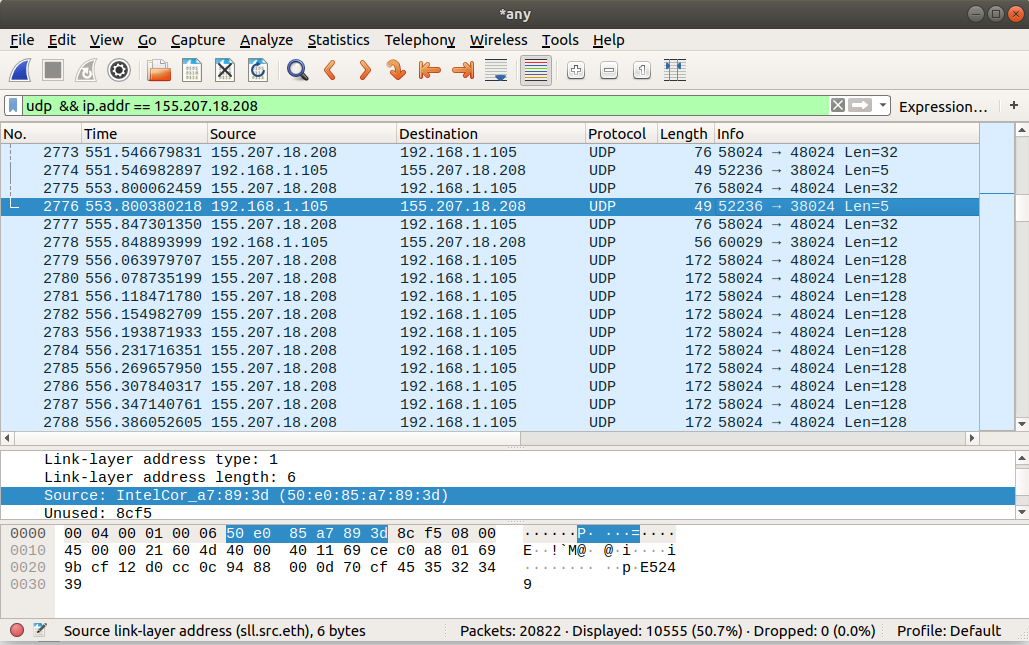 *any
File Edit View Go Capture Analyze Statistics Telephony Wireless Tools Help
udp && ip.addr == 155.207.18.208 Expression… +
No. Time Source Destination Protocol Length Info
2773 551.546679831 155.207.18.208 192.168.1.105 UDP 76 58024 → 48024 Len=32
2774 551.546982897 192.168.1.105 155.207.18.208 UDP 49 52236 → 38024 Len=5
2775 553.800062459 155.207.18.208 192.168.1.105 UDP 76 58024 → 48024 Len=32
2776 553.800380218 192.168.1.105 155.207.18.208 UDP 49 52236 → 38024 Len=5
2777 555.847301350 155.207.18.208 192.168.1.105 UDP 76 58024 → 48024 Len=32
2778 555.848893999 192.168.1.105 155.207.18.208 UDP 56 60029 → 38024 Len=12
2779 556.063979707 155.207.18.208 192.168.1.105 UDP 172 58024 → 48024 Len=128
2780 556.078735199 155.207.18.208 192.168.1.105 UDP 172 58024 → 48024 Len=128
2781 556.118471780 155.207.18.208 192.168.1.105 UDP 172 58024 → 48024 Len=128
2782 556.154982709 155.207.18.208 192.168.1.105 UDP 172 58024 → 48024 Len=128
2783 556.193871933 155.207.18.208 192.168.1.105 UDP 172 58024 → 48024 Len=128
2784 556.231716351 155.207.18.208 192.168.1.105 UDP 172 58024 → 48024 Len=128
2785 556.269657950 155.207.18.208 192.168.1.105 UDP 172 58024 → 48024 Len=128
2786 556.307840317 155.207.18.208 192.168.1.105 UDP 172 58024 → 48024 Len=128
2787 556.347140761 155.207.18.208 192.168.1.105 UDP 172 58024 → 48024 Len=128
2788 556.386052605 155.207.18.208 192.168.1.105 UDP 172 58024 → 48024 Len=128
Link-layer address type: 1
Link-layer address length: 6
Source: IntelCor_a7:89:3d (50:e0:85:a7:89:3d)
Unused: 8cf5
0000 00 04 00 01 00 06 50 e0 85 a7 89 3d 8c f5 08 00 ······P· ···=····
0010 45 00 00 21 60 4d 40 00 40 11 69 ce c0 a8 01 69 E··!`M@· @·i····i
0020 9b cf 12 d0 cc 0c 94 88 00 0d 70 cf 45 35 32 34 ········ ··p·E524
0030 39 9
Source link-layer address (sll.src.eth), 6 bytes Packets: 20822 · Displayed: 10555 (50.7%) · Dropped: 0 (0.0%) Profile: Default